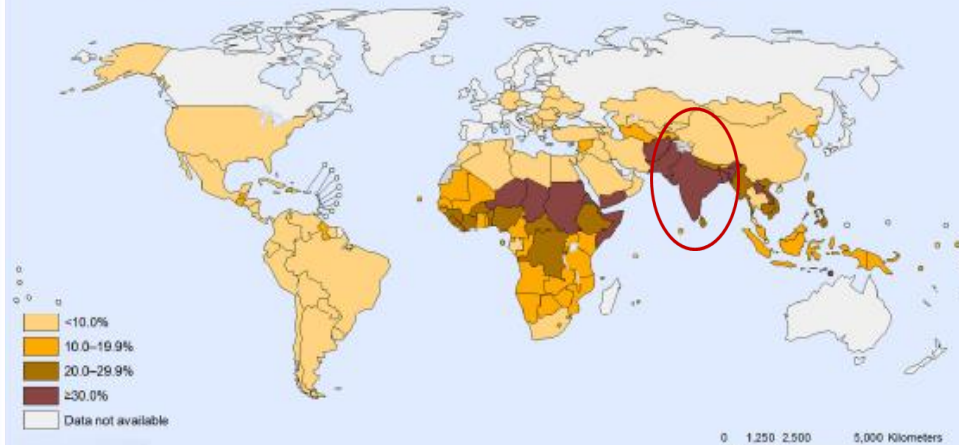 <10.0%
10.0–19.9%
20.0–29.9%
≥30.0%
Data not available
0 1,250 2,500 5,000 Kilometers